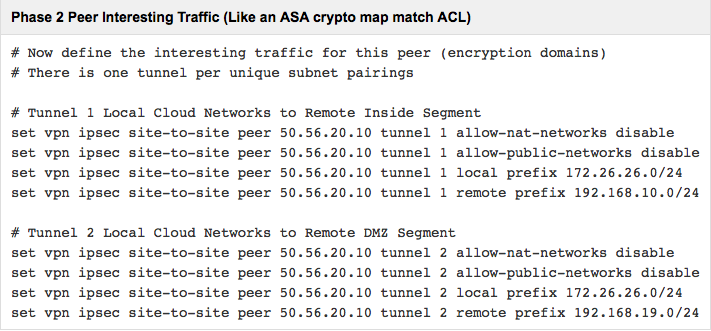 Phase 2 Peer Interesting Traffic (Like an ASA crypto map match ACL)
# Now define the interesting traffic for this peer (encryption domains)
# There is one tunnel per unique subnet pairings
# Tunnel 1 Local Cloud Networks to Remote Inside Segment
set vpn ipsec site-to-site peer 50.56.20.10 tunnel 1 allow-nat-networks disable
set vpn ipsec site-to-site peer 50.56.20.10 tunnel 1 allow-public-networks disable
set vpn ipsec site-to-site peer 50.56.20.10 tunnel 1 local prefix 172.26.26.0/24
set vpn ipsec site-to-site peer 50.56.20.10 tunnel 1 remote prefix 192.168.10.0/24
# Tunnel 2 Local Cloud Networks to Remote DMZ Segment
set vpn ipsec site-to-site peer 50.56.20.10 tunnel 2 allow-nat-networks disable
set vpn ipsec site-to-site peer 50.56.20.10 tunnel 2 allow-public-networks disable
set vpn ipsec site-to-site peer 50.56.20.10 tunnel 2 local prefix 172.26.26.0/24
set vpn ipsec site-to-site peer 50.56.20.10 tunnel 2 remote prefix 192.168.19.0/24